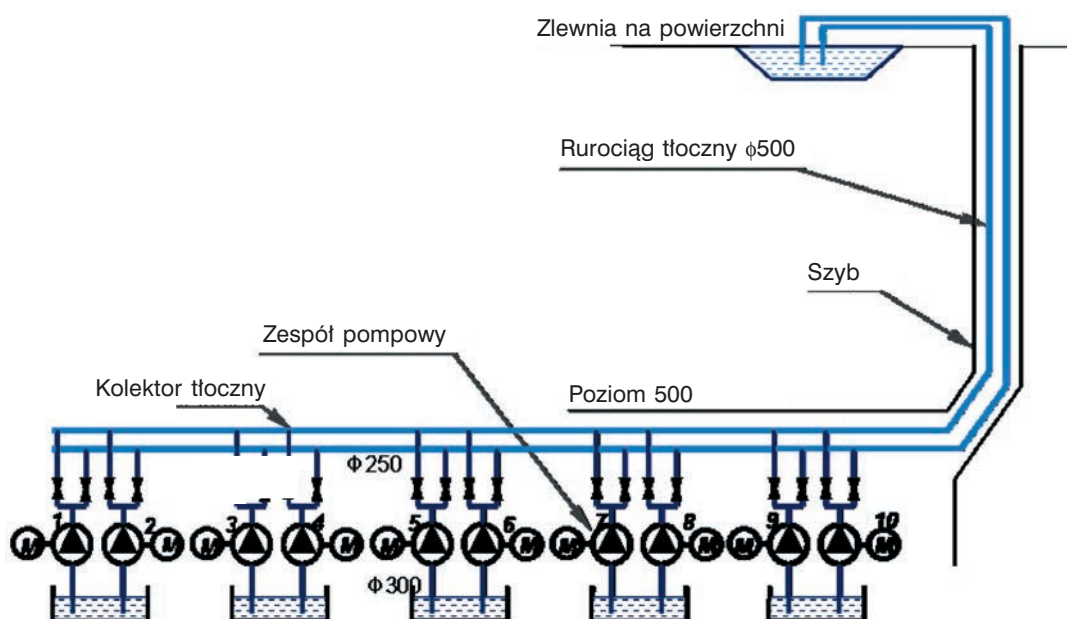 Zlewnia na powierzchni
Rurociąg tłoczny ϕ500
Szyb
Zespół pompowy
Kolektor tłoczny
Poziom 500
Φ250
1 2 3 4 5 6 7 8 9 10
M M M M M M M M M M
Φ300